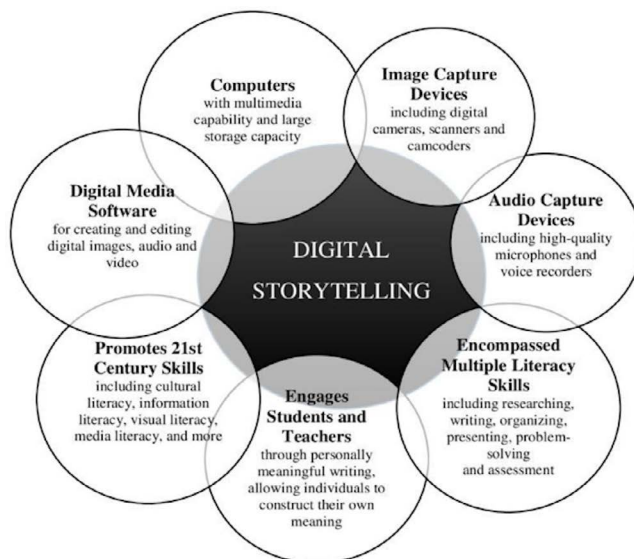 Computers
with multimedia
capability and large
storage capacity
Image Capture
Devices
including digital
cameras, scanners and
camcoders
Digital Media
Software
for creating and editing
digital images, audio and
video
DIGITAL
STORYTELLING
Audio Capture
Devices
including high-quality
microphones and
voice recorders
Promotes 21st
Century Skills
including cultural
literacy, information
literacy, visual literacy,
media literacy, and more
Engages
Students and
Teachers
through personally
meaningful writing,
allowing individuals to
construct their own
meaning
Encompassed
Multiple Literacy
Skills
including researching,
writing, organizing,
presenting, problem-
solving
and assessment